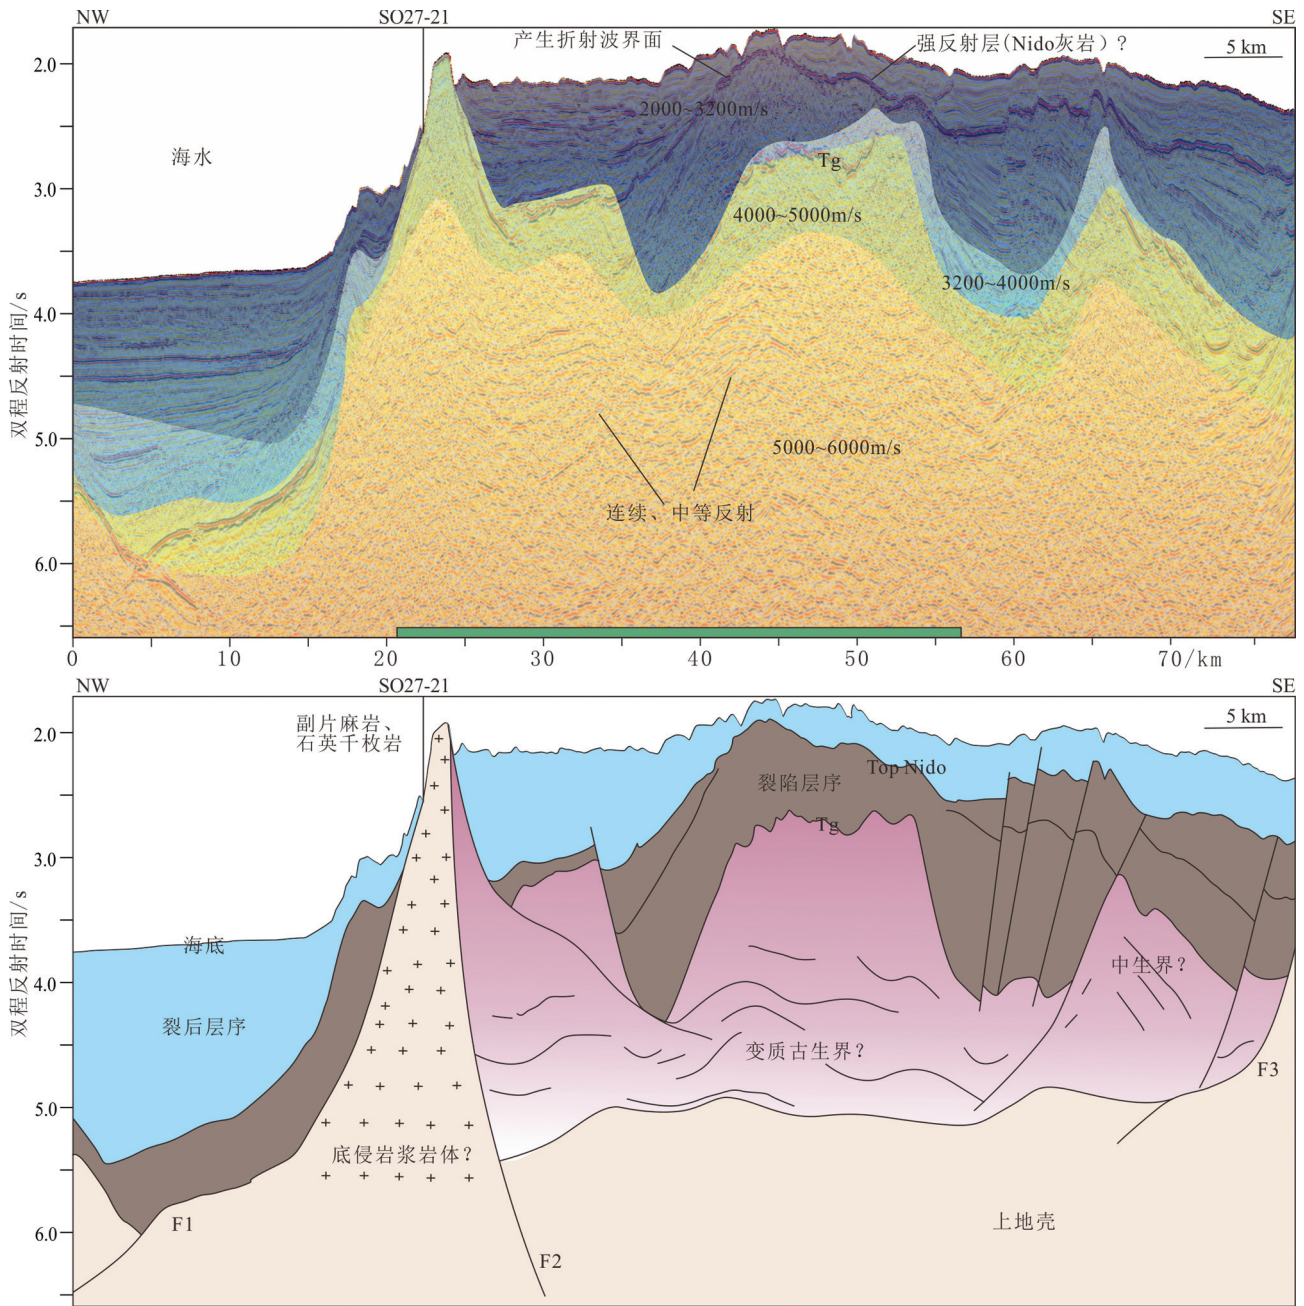 NW
SO27-21
SE
产生折射波界面
强反射层(Nido灰岩)?
5 km
2.0
2000~3200m/s
海水
Tg
3.0
4000~5000m/s
3200~4000m/s
4.0
双程反射时间/s
5.0
5000~6000m/s
连续、中等反射
6.0
0
10
20
30
40
50
60
70/km
NW
SO27-21
SE
副片麻岩、
石英千枚岩
5 km
2.0
Top Nido
裂陷层序
Tg
3.0
海底
中生界?
4.0
双程反射时间/s
裂后层序
变质古生界?
F3
5.0
底侵岩浆岩体?
F1
上地壳
6.0
F2